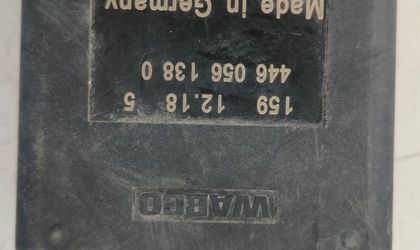 WABCO
159 12.18 5
446 056 138 0
Made in Germany